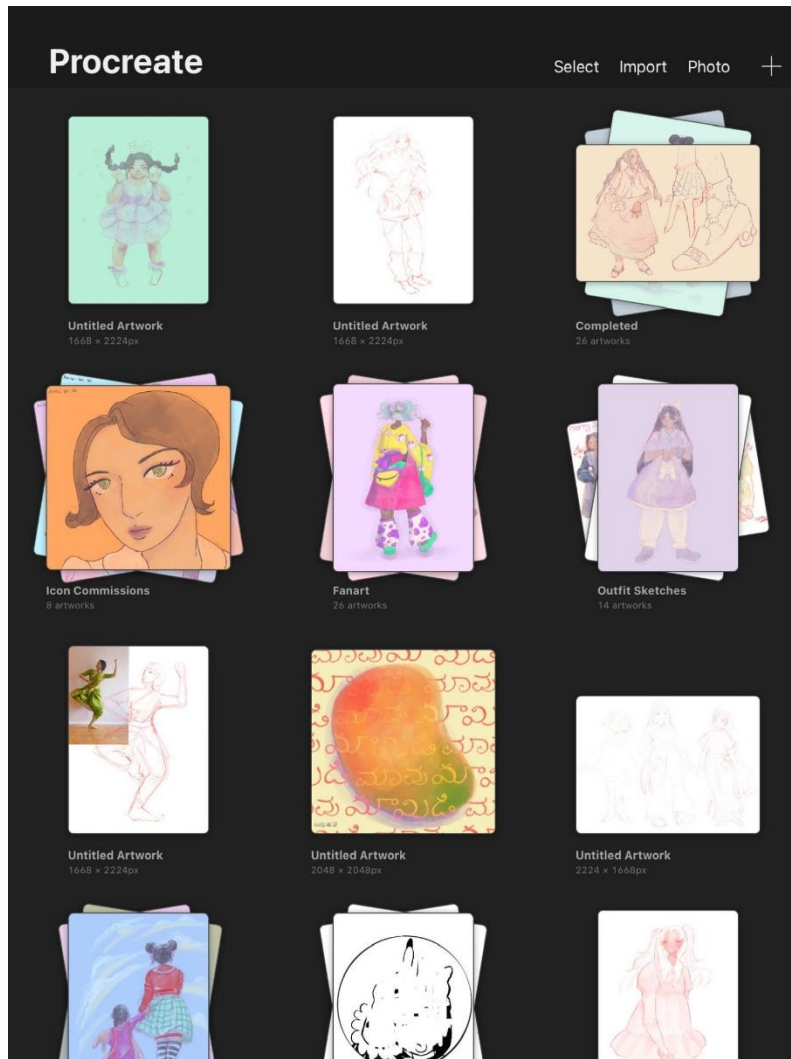 Procreate
Select Import Photo +
Untitled Artwork
1668 × 2224px
Untitled Artwork
1668 × 2224px
Completed
26 artworks
Icon Commissions
8 artworks
Fanart
26 artworks
Outfit Sketches
14 artworks
ಮಾವು
ಮಾವು
ಮಾವು
ಮಾವು
Untitled Artwork
1668 × 2224px
Untitled Artwork
2048 × 2048px
Untitled Artwork
2224 × 1668px